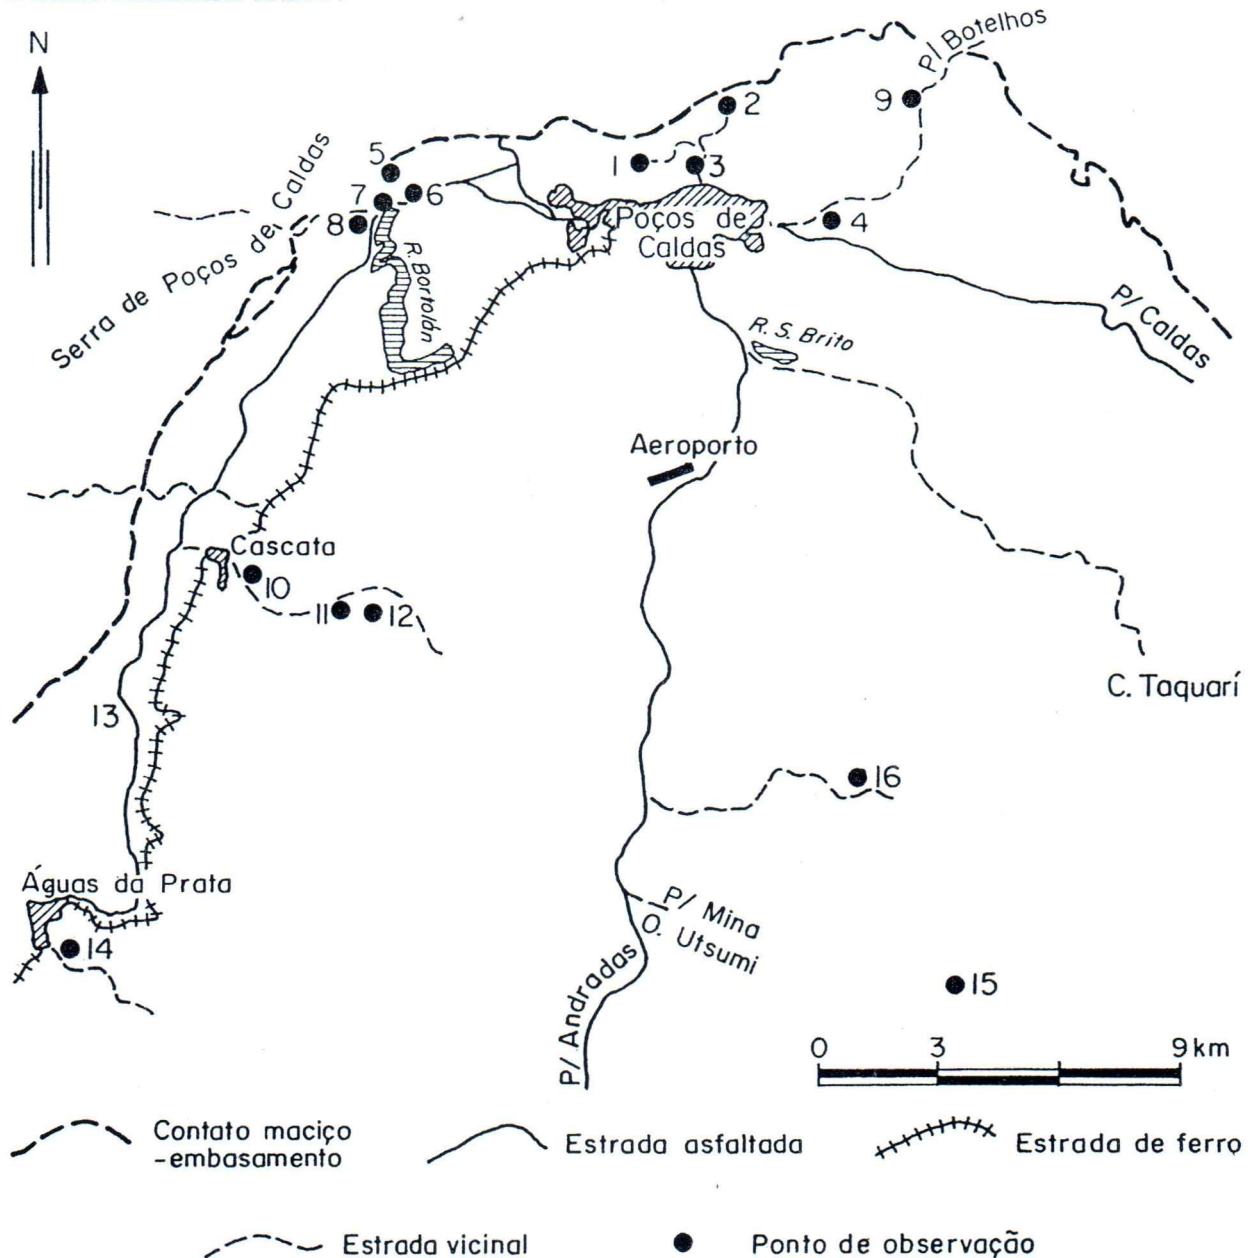 N
P/ Botelhos
2
9
5
1
3
7
6
8
4
Serra de Poços de Caldas
Poços de
Caldas
R. Bortolán
R. S. Brito
P/ Caldas
Aeroporto
Cascata
10
11
12
C. Taquarí
13
16
Águas da Prata
14
P/ Mina
O. Utsumi
P/ Andradas
15
0 3 9 km
Contato maciço
-embasamento
Estrada asfaltada
Estrada de ferro
Estrada vicinal
Ponto de observação